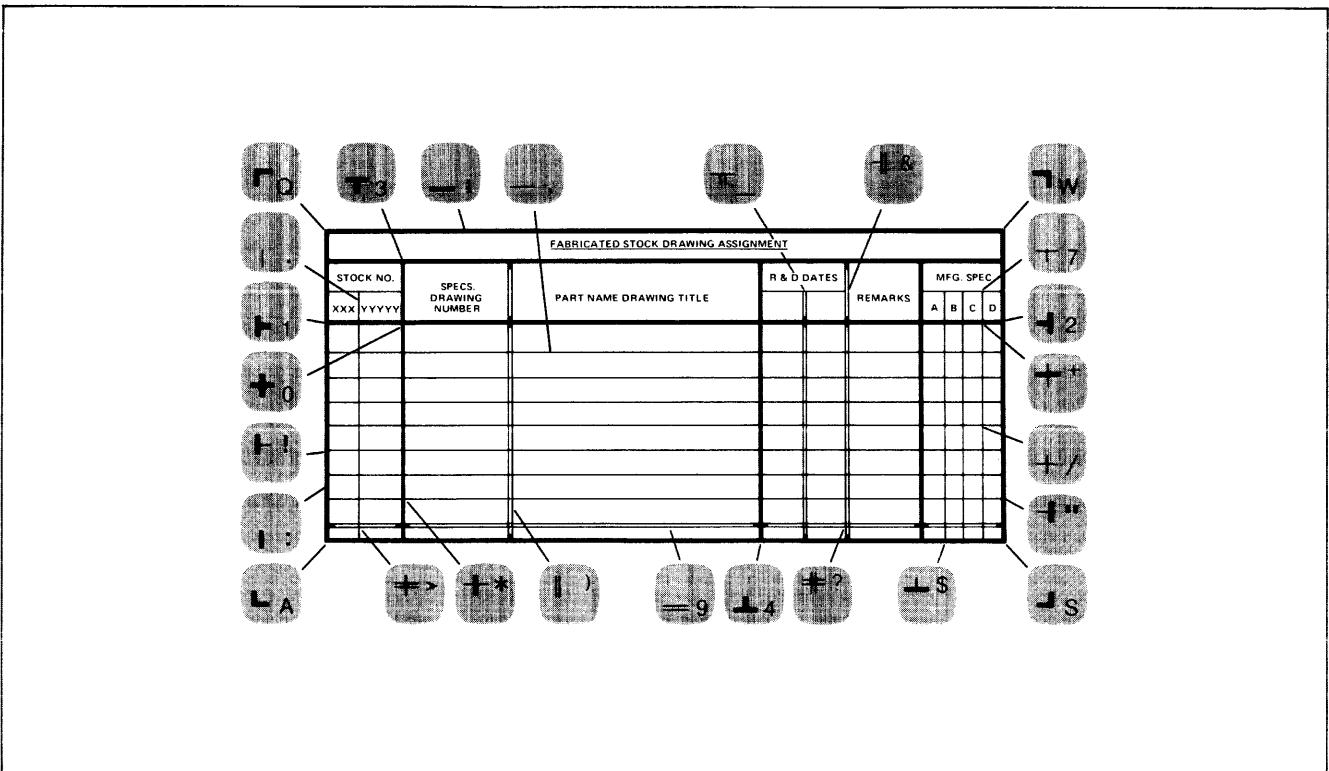 Q 3 ! , _ & W
FABRICATED STOCK DRAWING ASSIGNMENT
STOCK NO. SPECS. DRAWING NUMBER PART NAME DRAWING TITLE R & D DATES REMARKS MFG. SPEC
XXX YYYYY A B C D
. 7
1 2
0 +
! /
: "
A > * ) 9 4 ? $ S